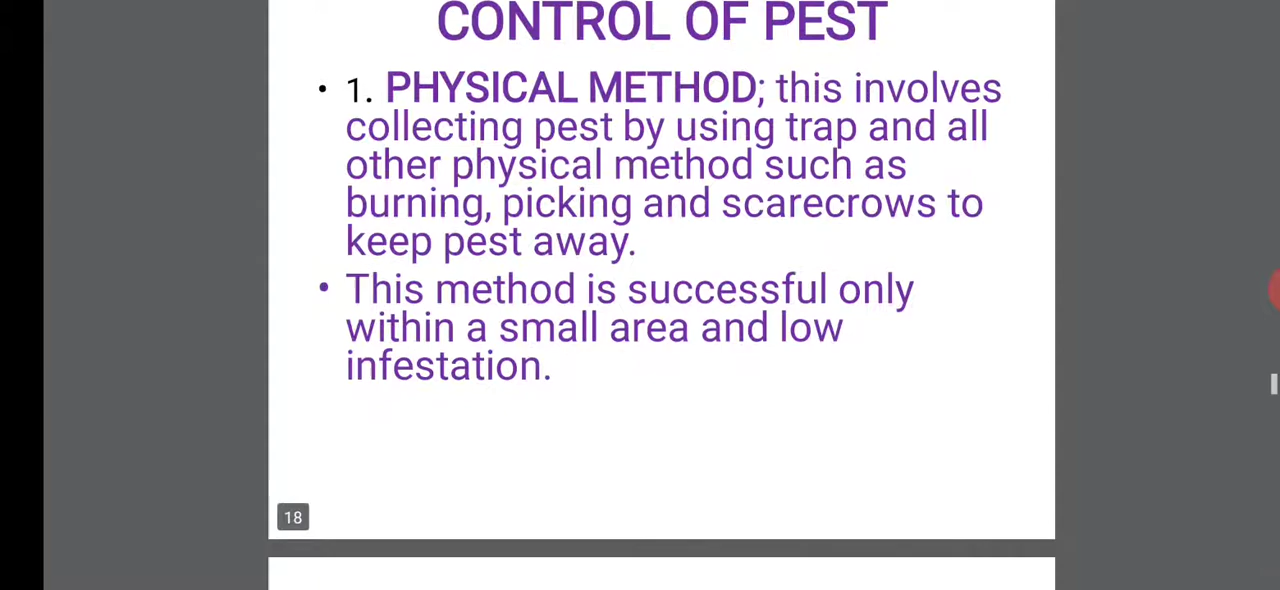 CONTROL OF PEST
• 1. PHYSICAL METHOD; this involves
collecting pest by using trap and all
other physical method such as
burning, picking and scarecrows to
keep pest away.
• This method is successful only
within a small area and low
infestation.
18